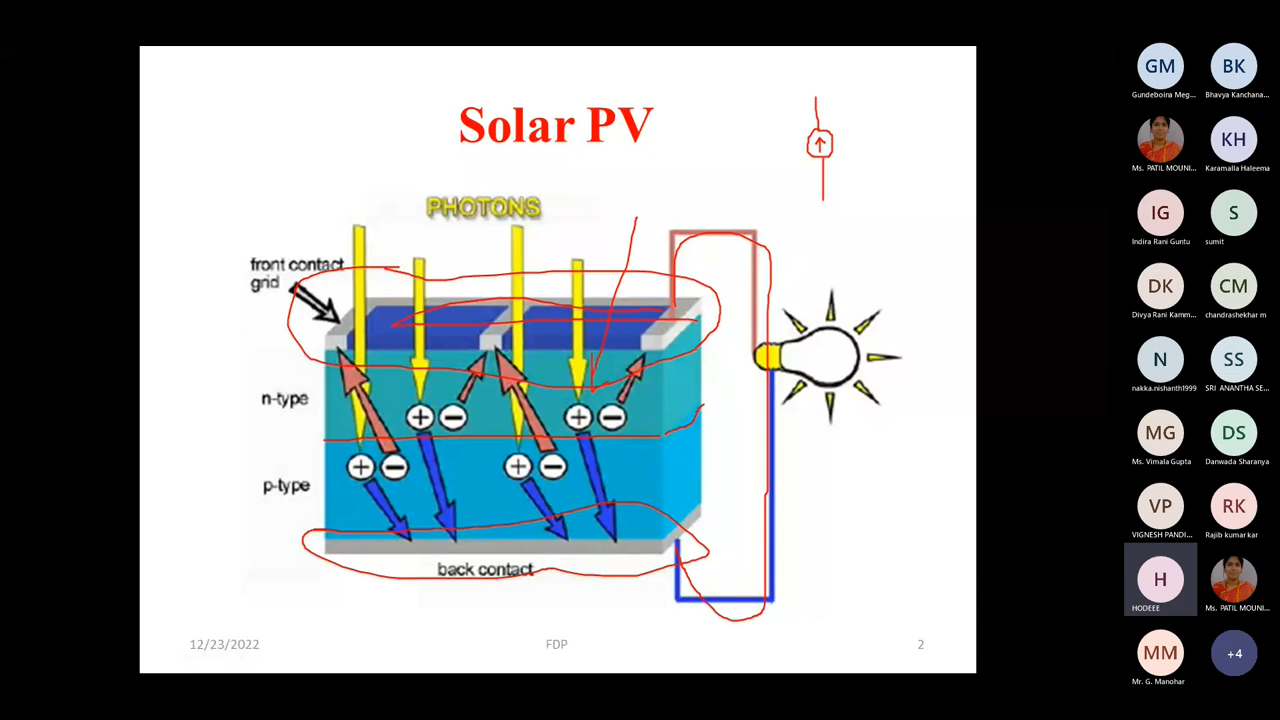 Solar PV
PHOTONS
front contact
grid
n-type
p-type
+ −
+ −
+ −
+ −
back contact
12/23/2022
FDP
2
GM
Gundeboina Meg...
BK
Bhavya Kanchana...
Ms. PATIL MOUNI...
KH
Karamalla Haleema
IG
Indira Rani Guntu
S
sumit
DK
Divya Rani Kamm...
CM
chandrashekhar m
N
nakka.nishanth1999
SS
SRI ANANTHA SE...
MG
Ms. Vimala Gupta
DS
Danwada Sharanya
VP
VIGNESH PANDI...
RK
Rajib kumar kar
H
HODEEE
Ms. PATIL MOUNI...
MM
Mr. G. Manohar
+4